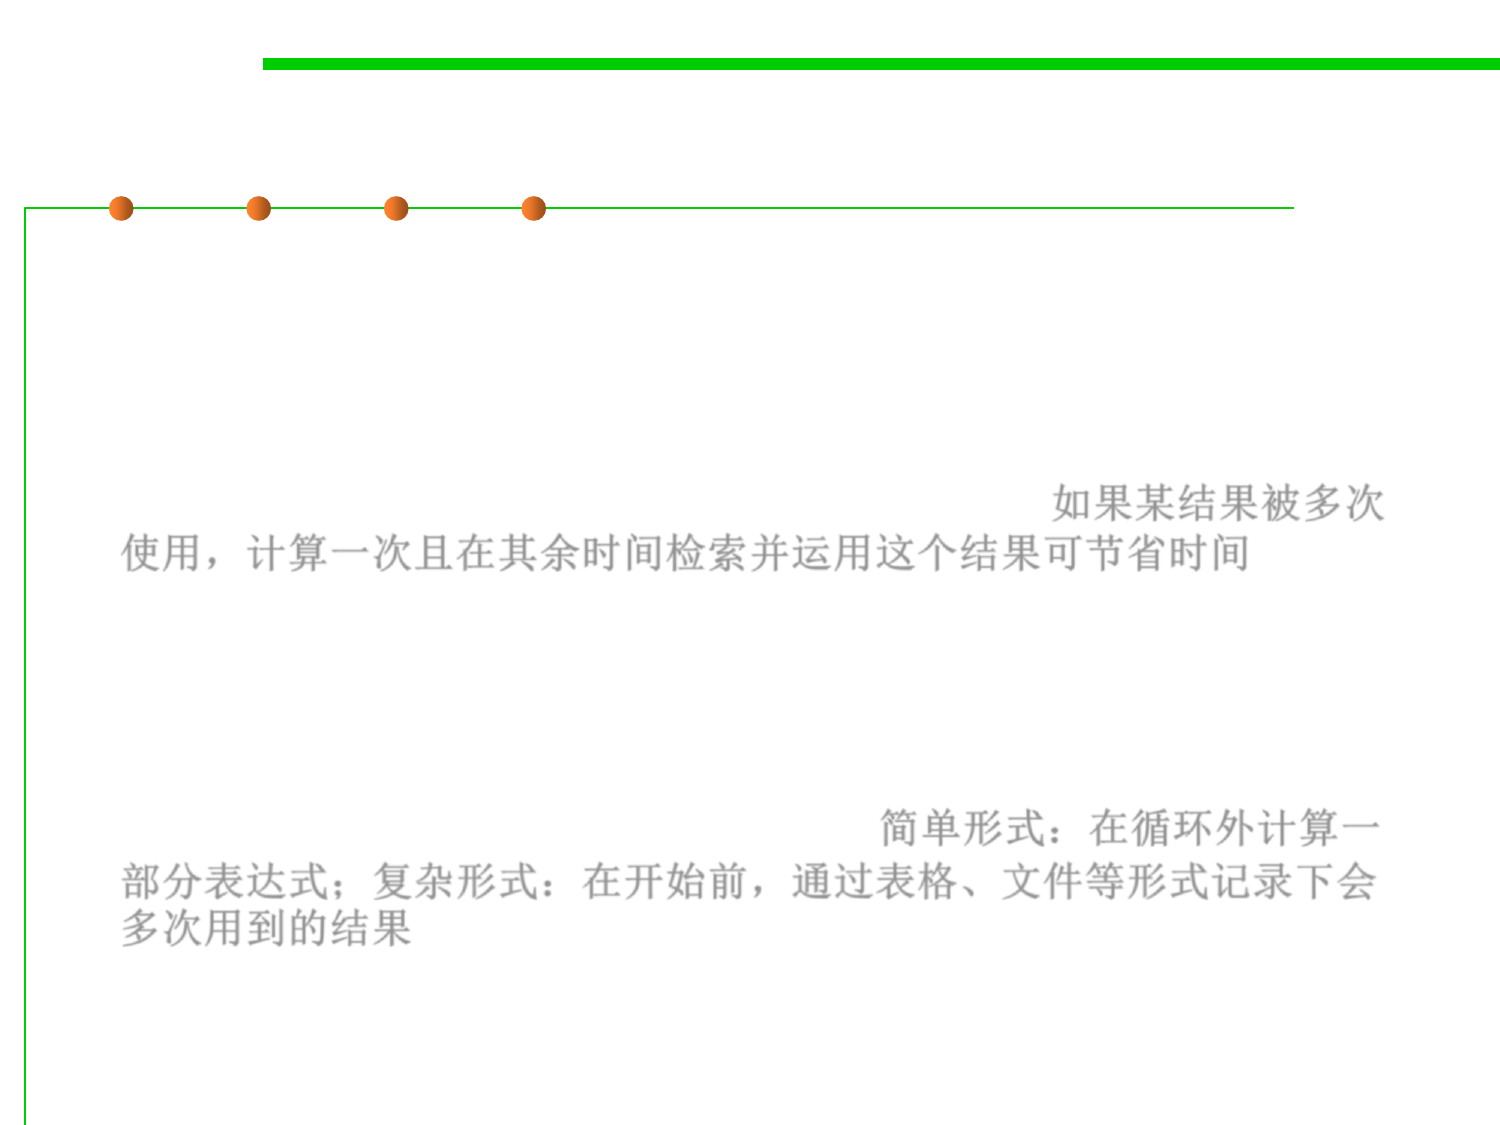 如果某结果被多次
使用，计算一次且在其余时间检索并运用这个结果可节省时间
简单形式：在循环外计算一
部分表达式；复杂形式：在开始前，通过表格、文件等形式记录下会
多次用到的结果